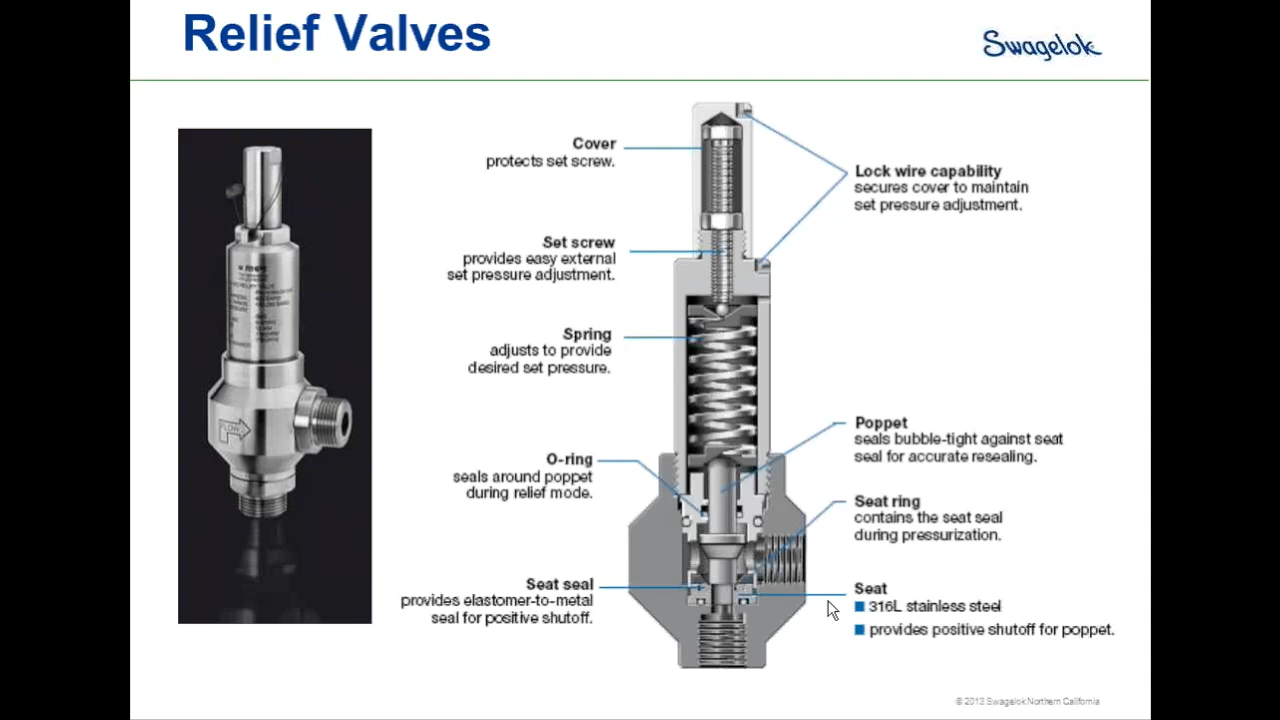 Relief Valves
Swagelok
Cover
protects set screw.
Set screw
provides easy external
set pressure adjustment.
Spring
adjusts to provide
desired set pressure.
O-ring
seals around poppet
during relief mode.
Seat seal
provides elastomer-to-metal
seal for positive shutoff.
Lock wire capability
secures cover to maintain
set pressure adjustment.
Poppet
seals bubble-tight against seat
seal for accurate resealing.
Seat ring
contains the seat seal
during pressurization.
Seat
316L stainless steel
provides positive shutoff for poppet.
FLOW
© 2013 Swagelok Northern California